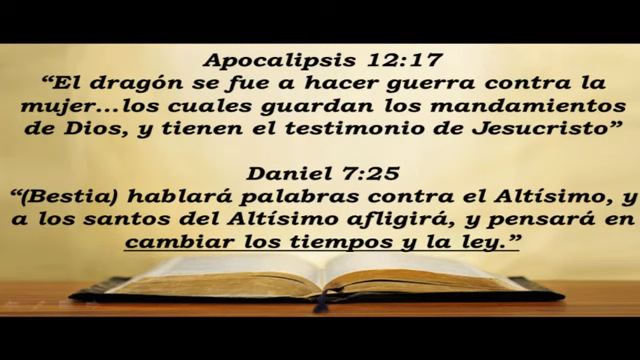 Apocalipsis 12:17
“El dragón se fue a hacer guerra contra la
mujer...los cuales guardan los mandamientos
de Dios, y tienen el testimonio de Jesucristo”
Daniel 7:25
“(Bestia) hablará palabras contra el Altísimo, y
a los santos del Altísimo afligirá, y pensará en
cambiar los tiempos y la ley.”